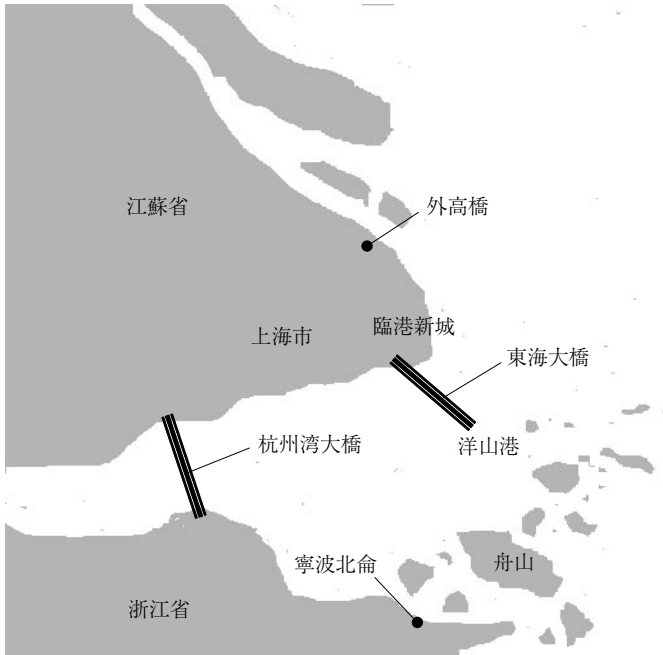 江蘇省
外高橋
上海市
臨港新城
東海大橋
杭州湾大橋
洋山港
寧波北侖
舟山
浙江省